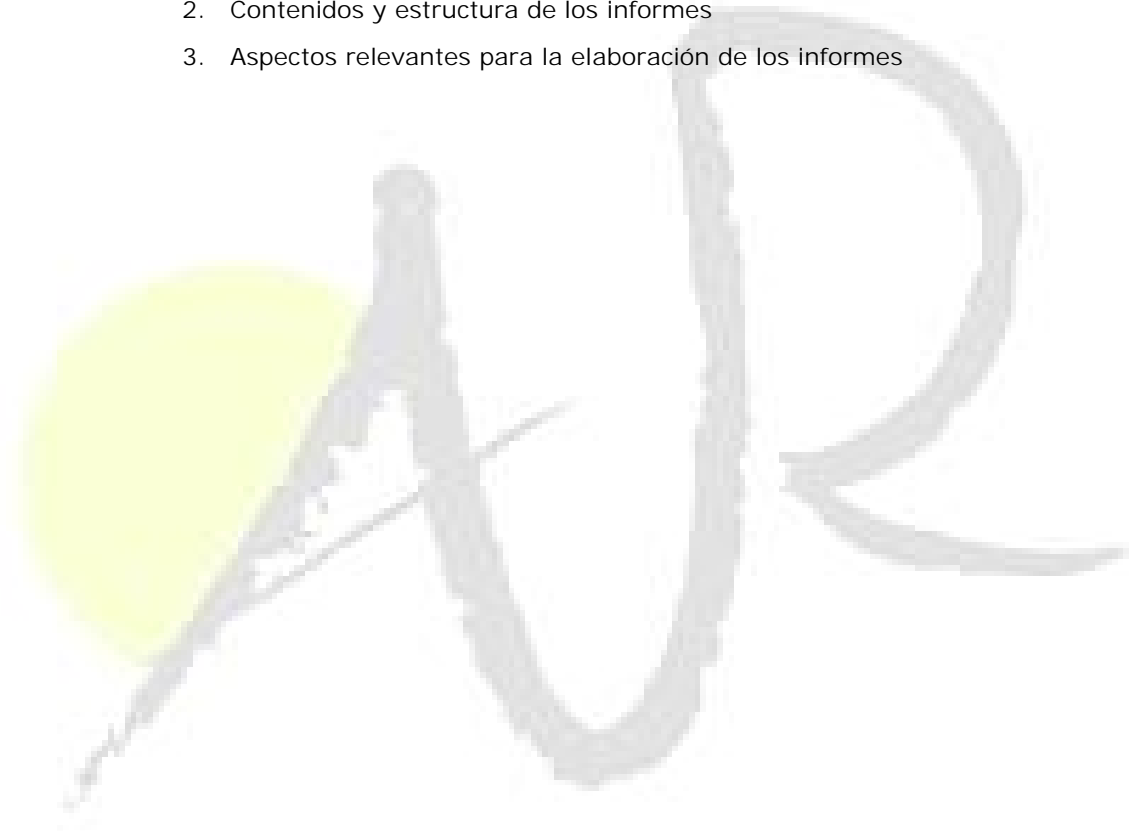 2. Contenidos y estructura de los informes
3. Aspectos relevantes para la elaboración de los informes